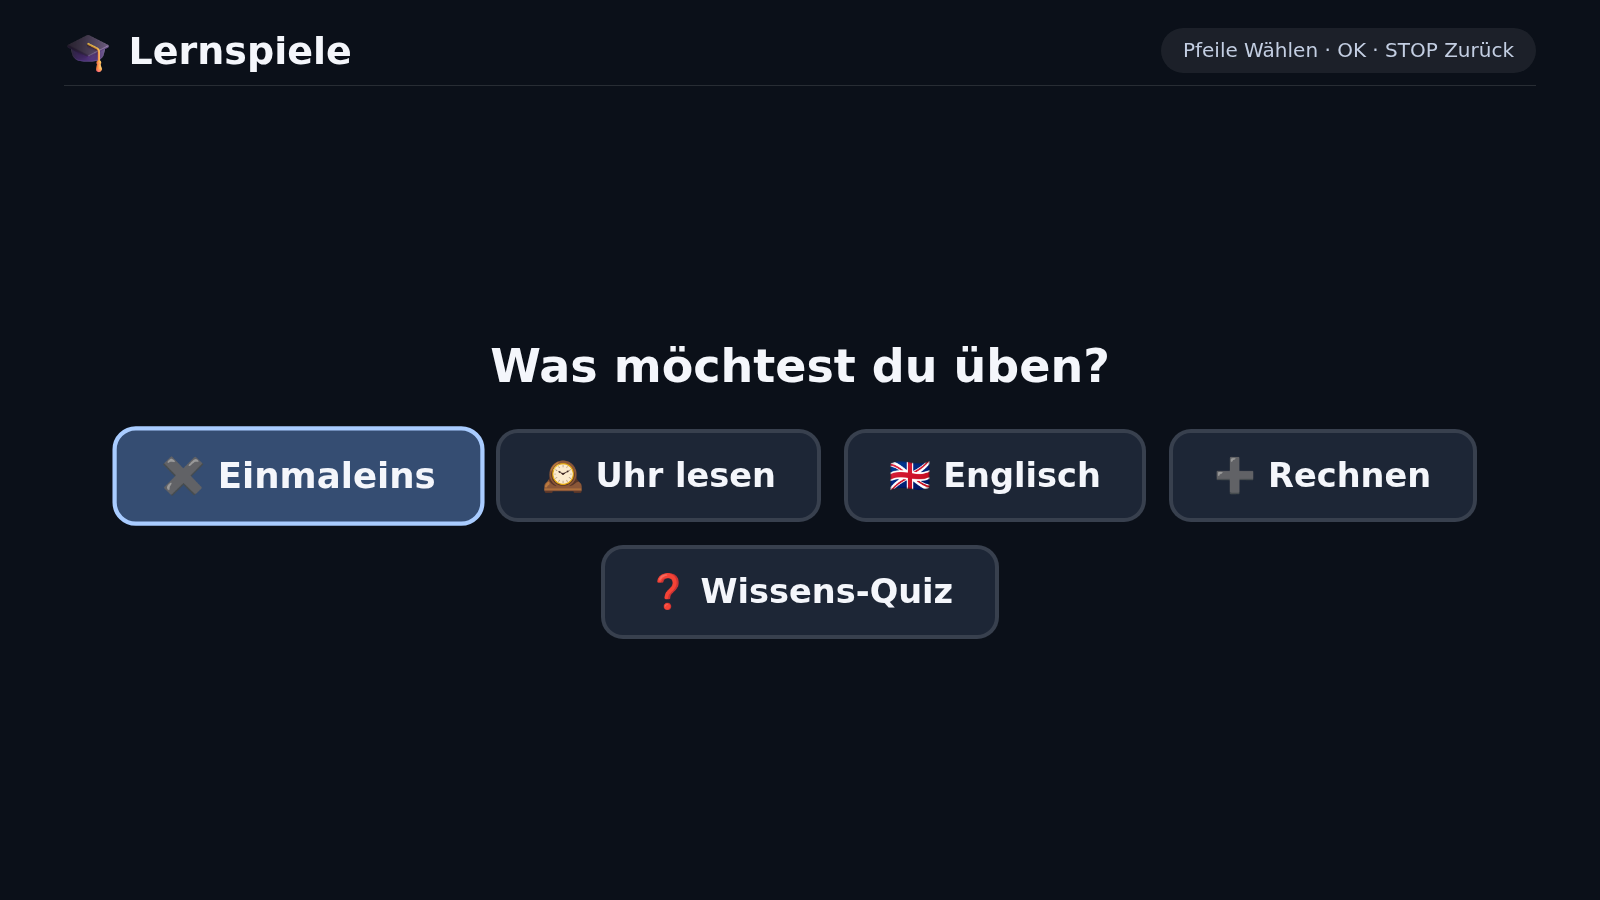 Lernspiele
Pfeile Wählen · OK · STOP Zurück
Was möchtest du üben?
Einmaleins
Uhr lesen
Englisch
Rechnen
Wissens-Quiz